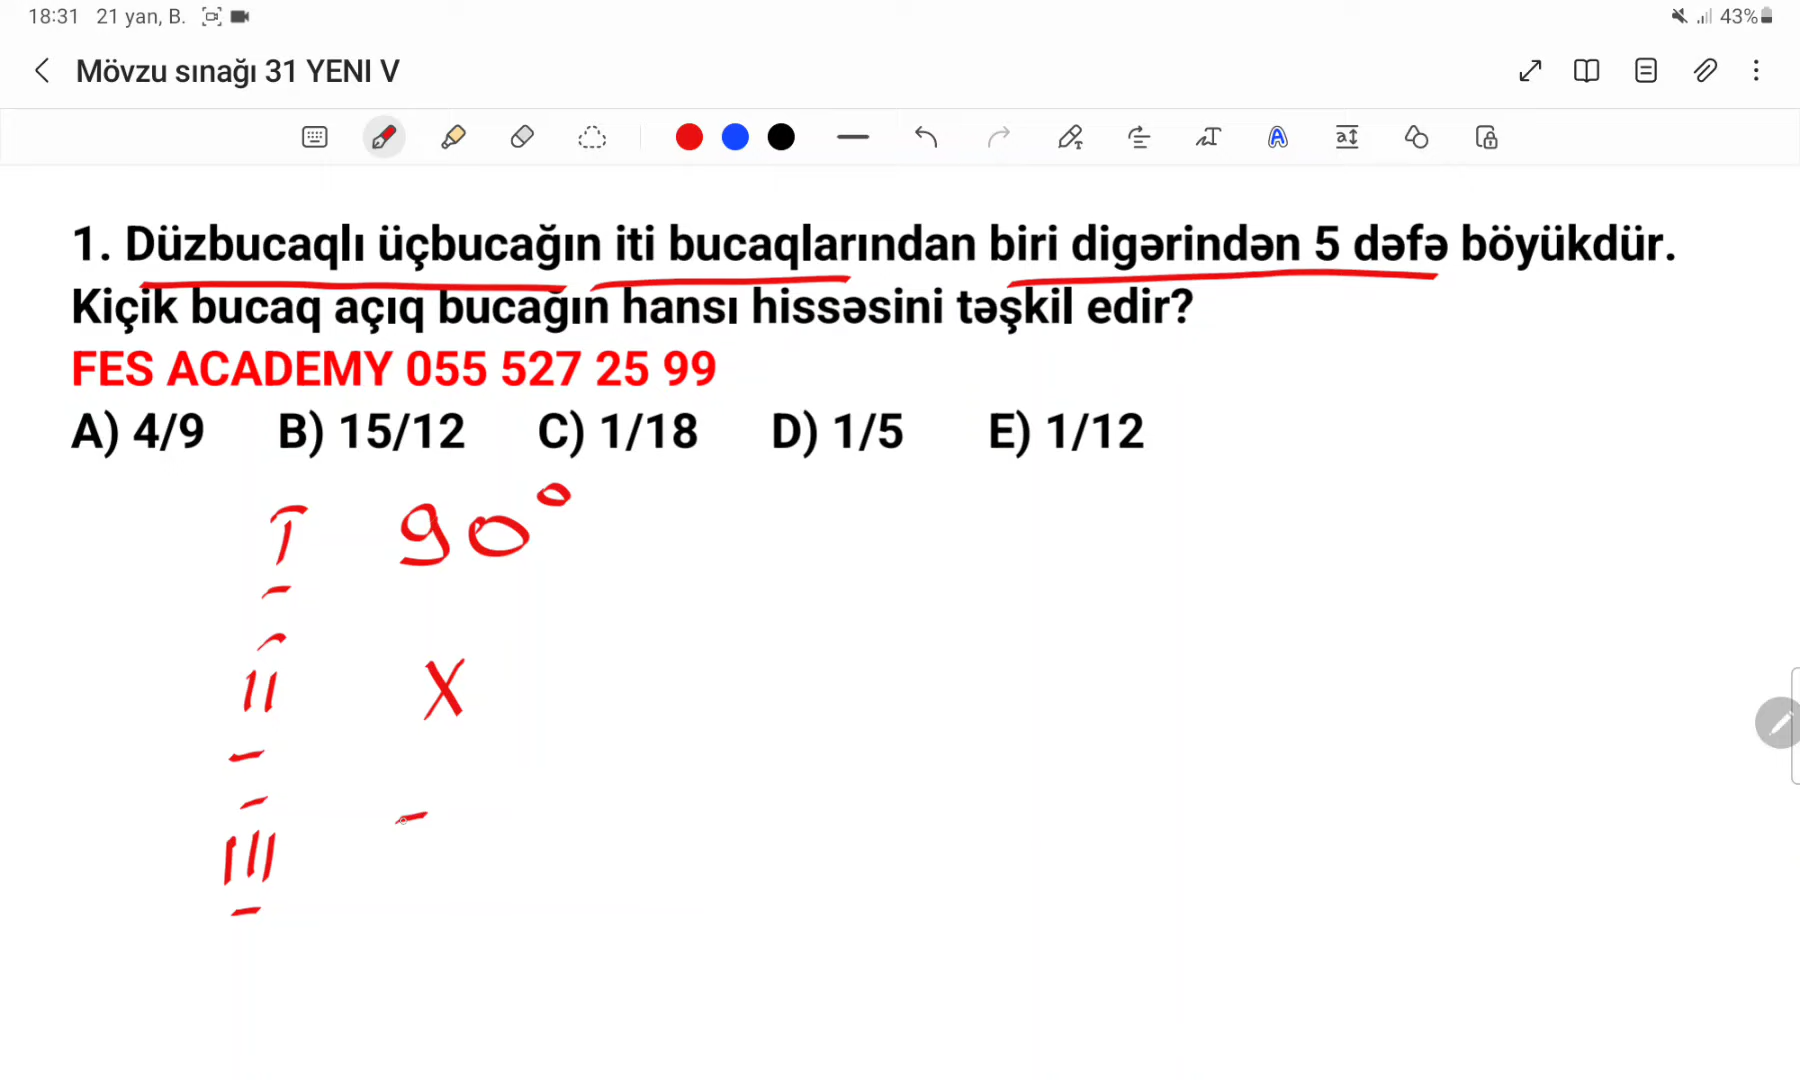 18:31 21 yan, B. 43%
Mövzu sınağı 31 YENI V
1. Düzbucaqlı üçbucağın iti bucaqlarından biri digərindən 5 dəfə böyükdür.
Kiçik bucaq açıq bucağın hansı hissəsini təşkil edir?
FES ACADEMY 055 527 25 99
A) 4/9 B) 15/12 C) 1/18 D) 1/5 E) 1/12
I 90°
II x
III